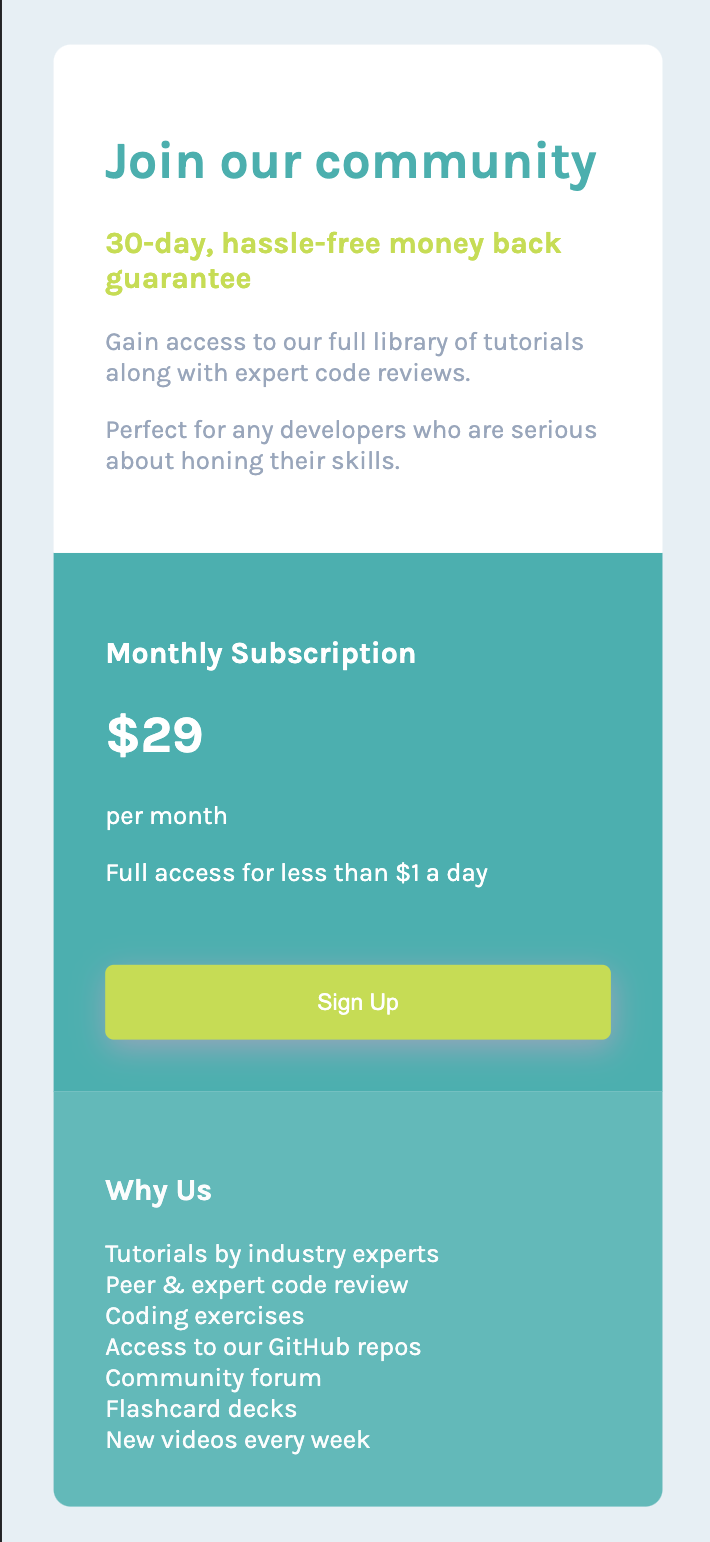 Join our community
30-day, hassle-free money back
guarantee
Gain access to our full library of tutorials
along with expert code reviews.
Perfect for any developers who are serious
about honing their skills.
Monthly Subscription
$29
per month
Full access for less than $1 a day
Sign Up
Why Us
Tutorials by industry experts
Peer & expert code review
Coding exercises
Access to our GitHub repos
Community forum
Flashcard decks
New videos every week